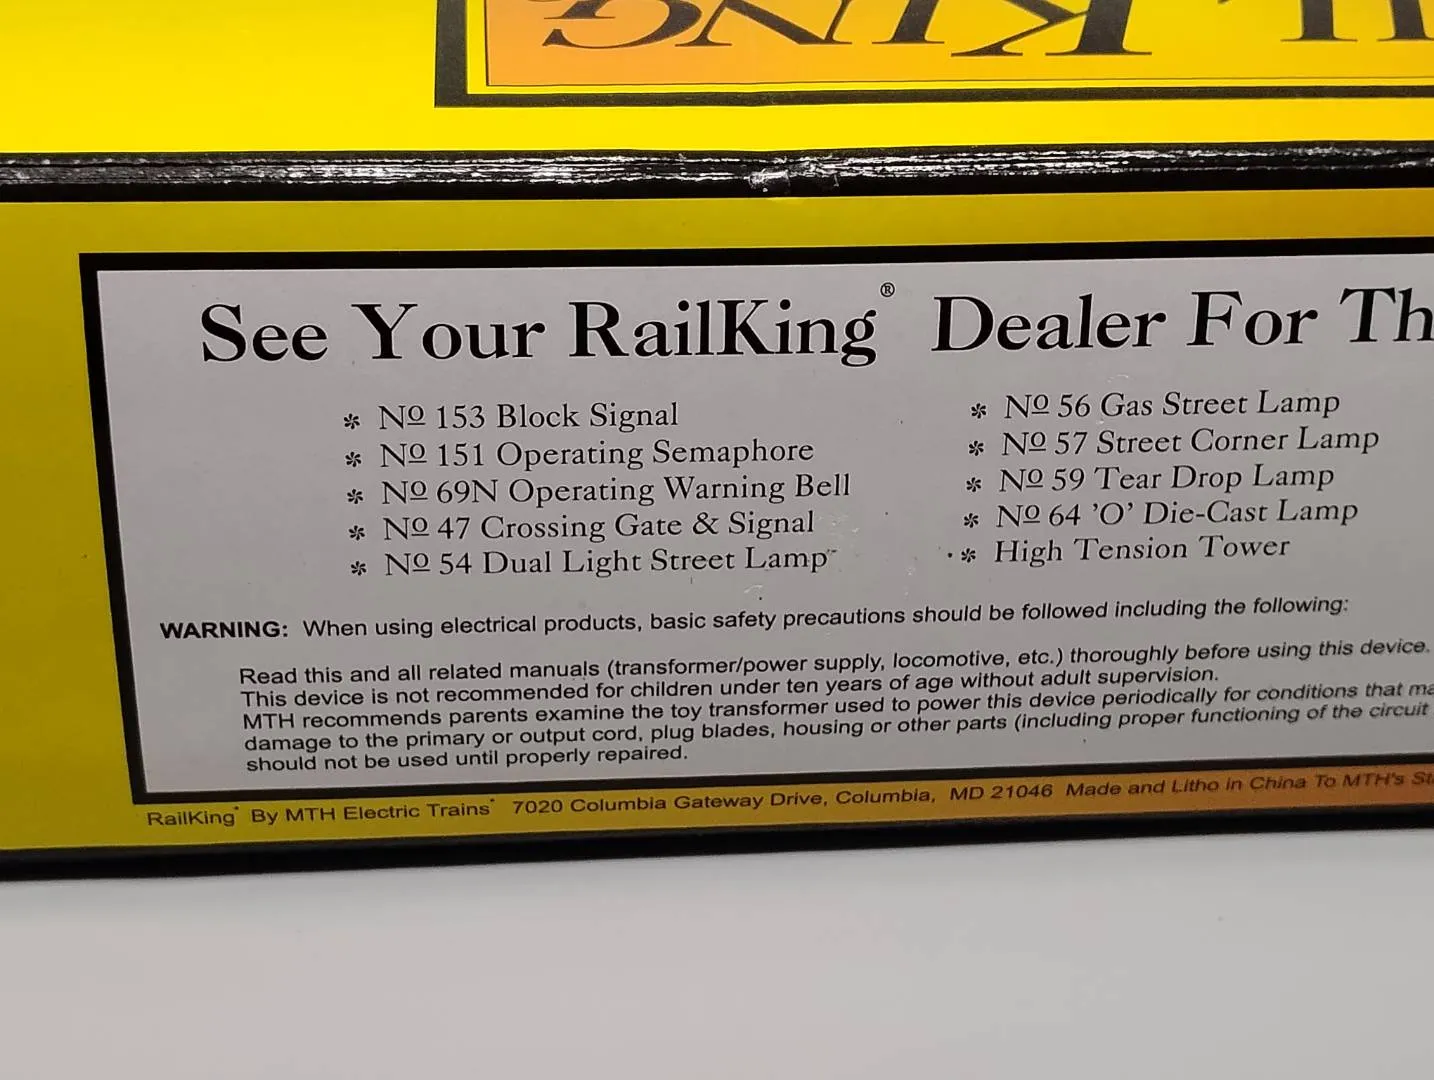 KING
See Your RailKing® Dealer For Th
* No 153 Block Signal
* No 151 Operating Semaphore
* No 69N Operating Warning Bell
* No 47 Crossing Gate & Signal
* No 54 Dual Light Street Lamp
* No 56 Gas Street Lamp
* No 57 Street Corner Lamp
* No 59 Tear Drop Lamp
* No 64 'O' Die-Cast Lamp
* High Tension Tower
WARNING: When using electrical products, basic safety precautions should be followed including the following:
Read this and all related manuals (transformer/power supply, locomotive, etc.) thoroughly before using this device.
This device is not recommended for children under ten years of age without adult supervision.
MTH recommends parents examine the toy transformer used to power this device periodically for conditions that ma
damage to the primary or output cord, plug blades, housing or other parts (including proper functioning of the circuit
should not be used until properly repaired.
RailKing By MTH Electric Trains 7020 Columbia Gateway Drive, Columbia, MD 21046 Made and Litho in China To MTH's St